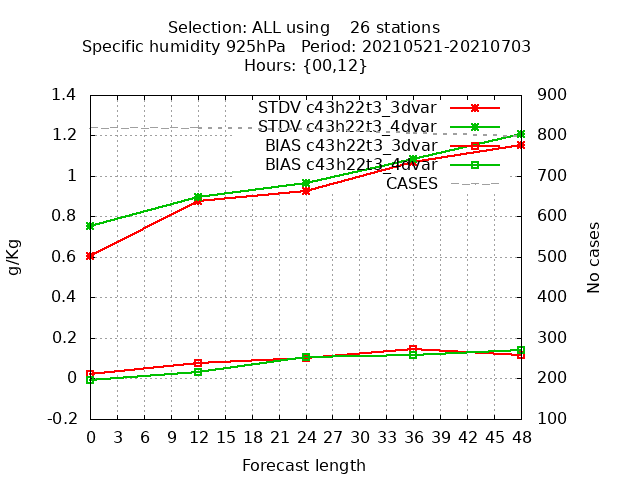 Selection: ALL using    26 stations
Specific humidity 925hPa   Period: 20210521-20210703
Hours: {00,12}
1.4
1.2
1
0.8
0.6
0.4
0.2
0
-0.2
g/Kg
STDV c43h22t3_3dvar
STDV c43h22t3_4dvar
BIAS c43h22t3_3dvar
BIAS c43h22t3_4dvar
CASES
900
800
700
600
500
400
300
200
100
No cases
0 3 6 9 12 15 18 21 24 27 30 33 36 39 42 45 48
Forecast length